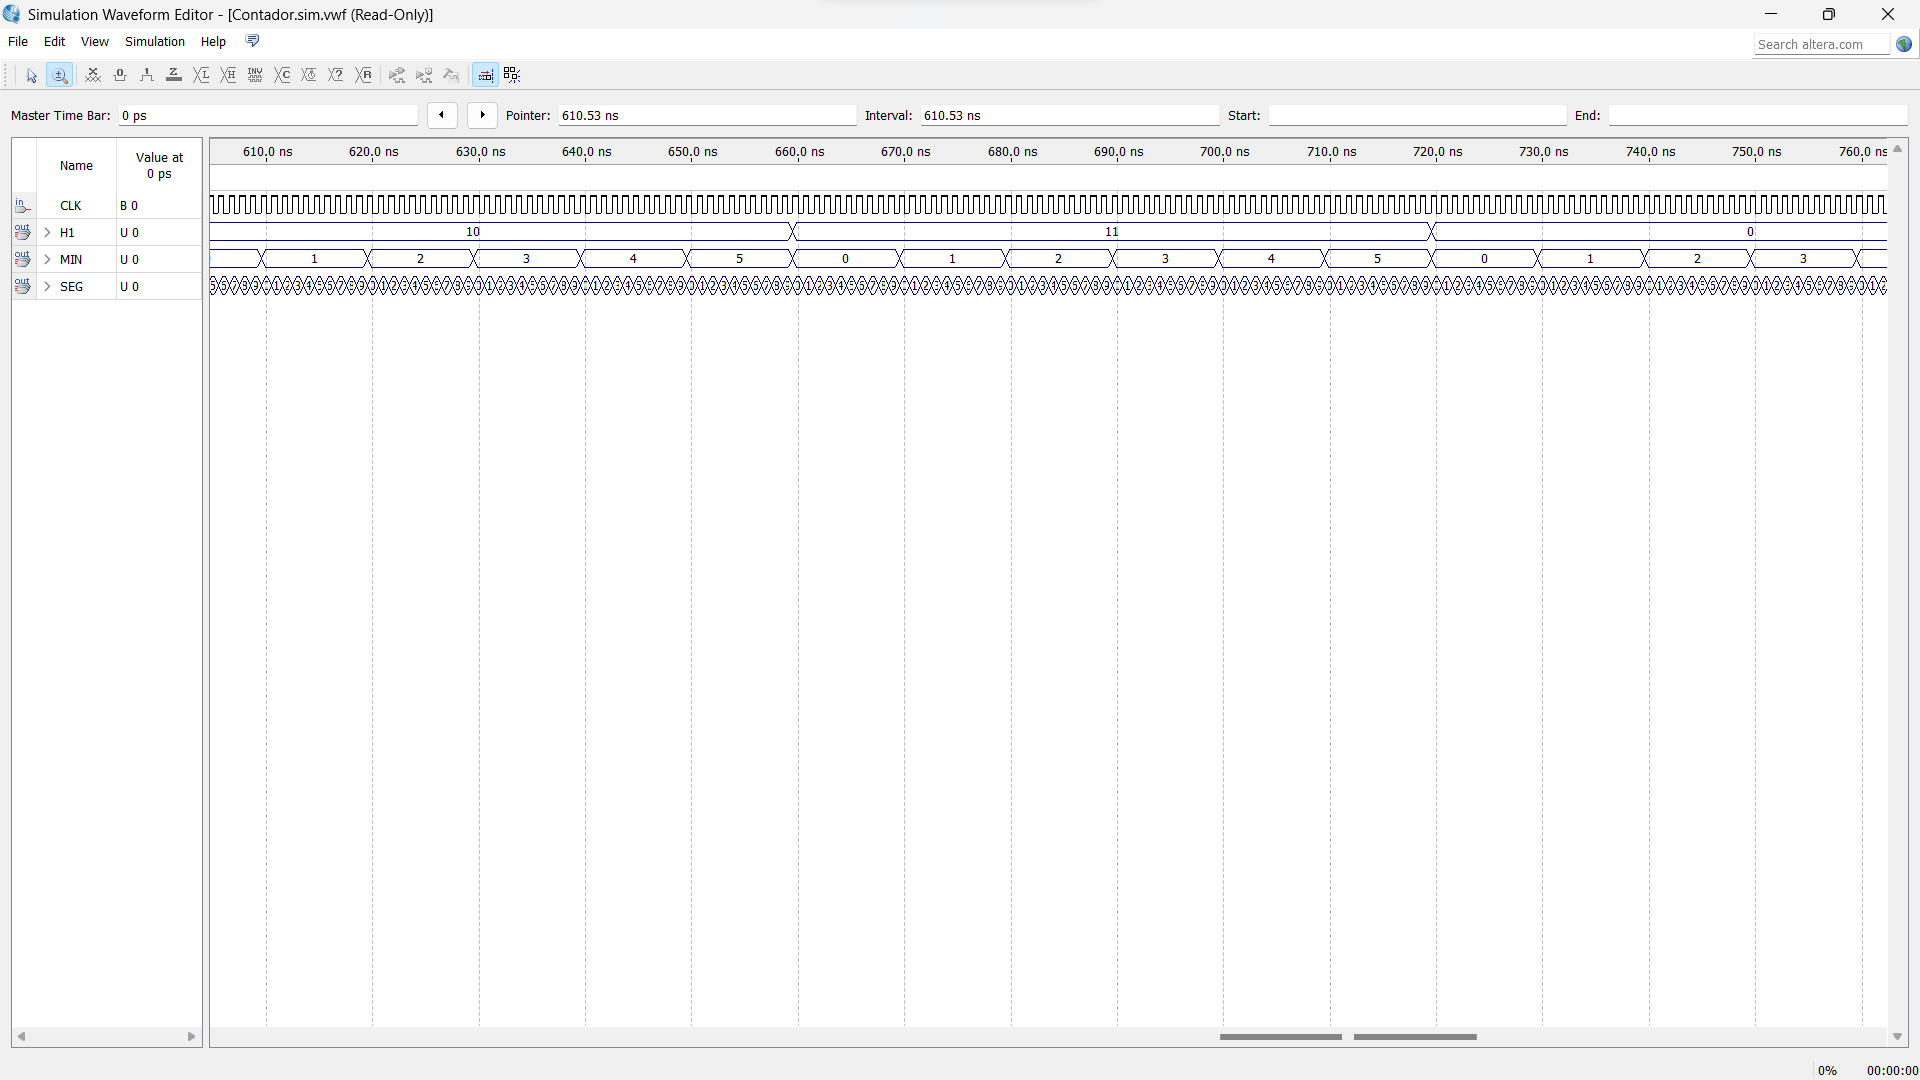 Simulation Waveform Editor - [Contador.sim.vwf (Read-Only)]
File Edit View Simulation Help
Search altera.com
Master Time Bar: 0 ps Pointer: 610.53 ns Interval: 610.53 ns Start: End:
Name Value at 0 ps
610.0 ns 620.0 ns 630.0 ns 640.0 ns 650.0 ns 660.0 ns 670.0 ns 680.0 ns 690.0 ns 700.0 ns 710.0 ns 720.0 ns 730.0 ns 740.0 ns 750.0 ns 760.0 ns
in CLK B 0
out H1 U 0 10 11 0
out MIN U 0 1 2 3 4 5 0 1 2 3 4 5 0 1 2 3
out SEG U 0
0% 00:00:00